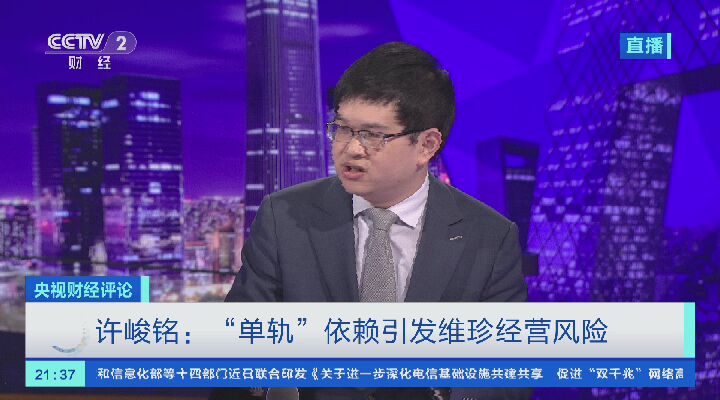 CCTV 2
财经
直播
央视财经评论
许峻铭：“单轨”依赖引发维珍经营风险
21:37 和信息化部等十四部门近日联合印发《关于进一步深化电信基础设施共建共享 促进“双千兆”网络高